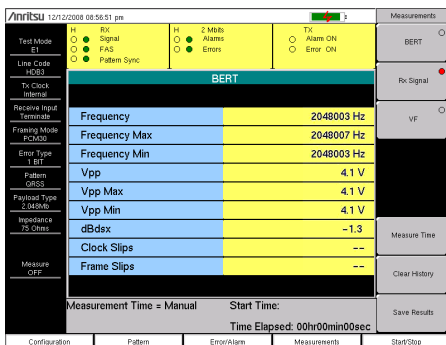 Anritsu 12/12/2008 08:56:51 pm
Measurements
Test Mode
E1
Line Code
HDB3
Tx Clock
Internal
Receive Input
Terminate
Framing Mode
PCM30
Error Type
1 BIT
Pattern
QRSS
Payload Type
2.048Mb
Impedance
75 Ohms
Measure
OFF
H RX
Signal
FAS
Pattern Sync
H 2 Mbits
Alarms
Errors
TX
Alarm ON
Error ON
BERT
Frequency 2048003 Hz
Frequency Max 2048007 Hz
Frequency Min 2048003 Hz
Vpp 4.1 V
Vpp Max 4.1 V
Vpp Min 4.1 V
dBdsx -1.3
Clock Slips --
Frame Slips --
Measurement Time = Manual Start Time:
Time Elapsed: 00hr00min00sec
BERT
Rx Signal
VF
Measure Time
Clear History
Save Results
Configuration Pattern Error/Alarm Measurements Start/Stop